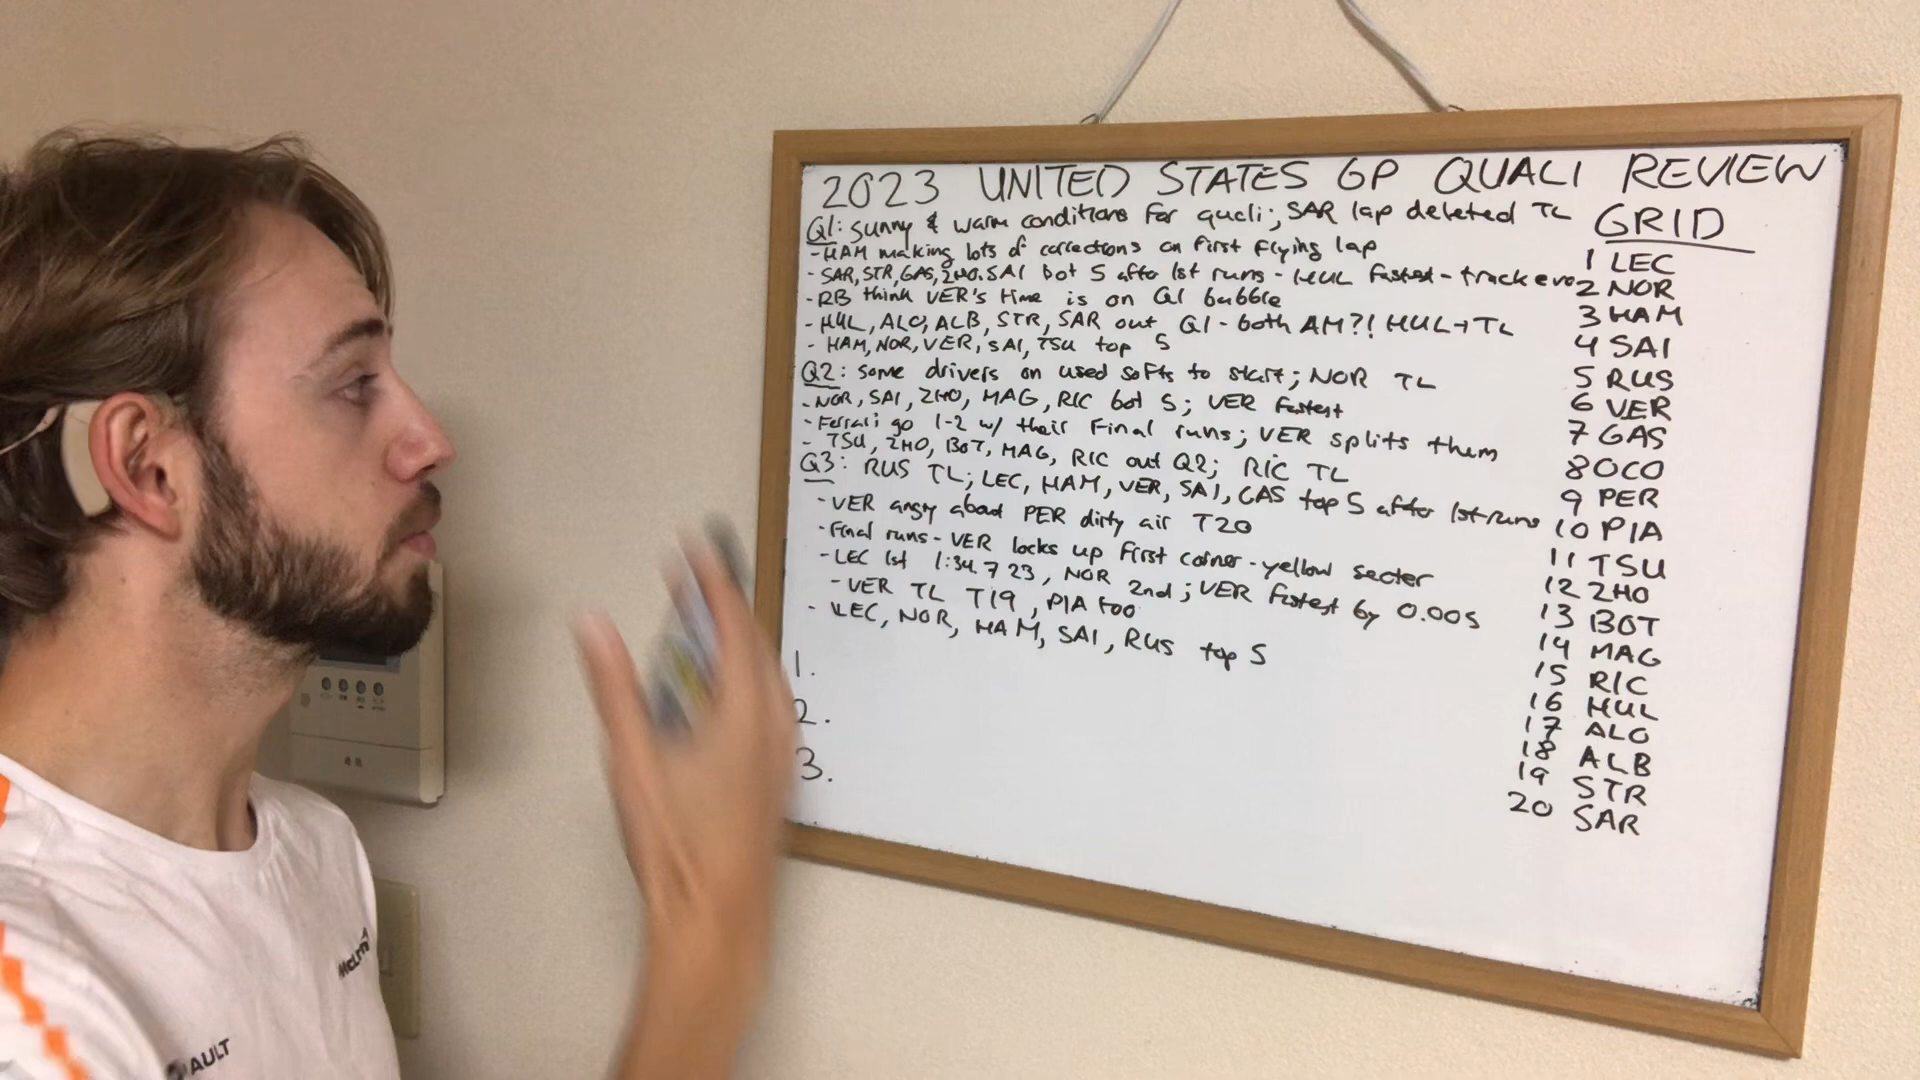 2023 UNITED STATES GP QUALI REVIEW
Q1: sunny & warm conditions for quali; SAR lap deleted TL
-HAM making lots of corrections on first flying lap
- SAR, STR, GAS, ZHO, SAI bot 5 after 1st runs - HUL fastest - track evo
- RB think VER's time is on Q1 bubble
- HUL, ALO, ALB, STR, SAR out Q1 - both AM?! HUL → TL
- HAM, NOR, VER, SAI, TSU top 5
Q2: some drivers on used softs to start; NOR TL
- NOR, SAI, ZHO, MAG, RIC bot 5; VER fastest
- Ferrari go 1-2 w/ their final runs; VER splits them
- TSU, ZHO, BOT, MAG, RIC out Q2; RIC TL
Q3: RUS TL; LEC, HAM, VER, SAI, GAS top 5 after 1st runs
- VER angry about PER dirty air T20
- Final runs - VER locks up first corner - yellow sector
- LEC 1st 1:34.723, NOR 2nd; VER fastest by 0.005
- VER TL T19, PIA too
- LEC, NOR, HAM, SAI, RUS top 5
1.
2.
3.
GRID
1 LEC
2 NOR
3 HAM
4 SAI
5 RUS
6 VER
7 GAS
8 OCO
9 PER
10 PIA
11 TSU
12 ZHO
13 BOT
14 MAG
15 RIC
16 HUL
17 ALO
18 ALB
19 STR
20 SAR
AULT